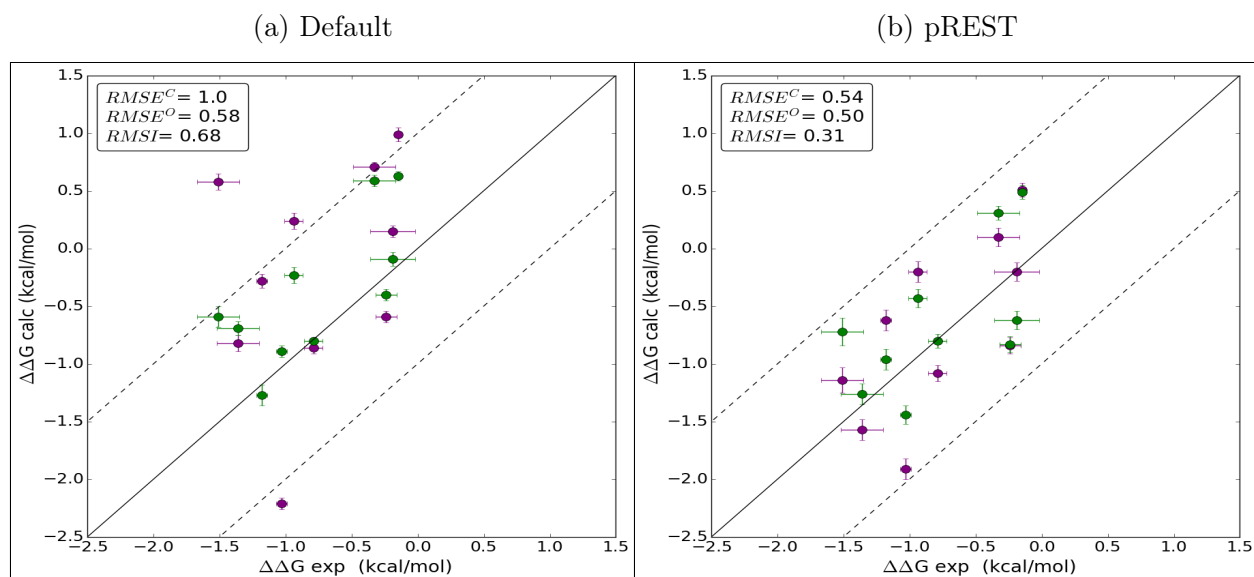 (a) Default
(b) pREST
1.5
1.0
0.5
0.0
−0.5
−1.0
−1.5
−2.0
−2.5
ΔΔG calc (kcal/mol)
RMSE^C= 1.0
RMSE^O= 0.58
RMSI= 0.68
−2.5 −2.0 −1.5 −1.0 −0.5 0.0 0.5 1.0 1.5
ΔΔG exp (kcal/mol)
1.5
1.0
0.5
0.0
−0.5
−1.0
−1.5
−2.0
−2.5
ΔΔG calc (kcal/mol)
RMSE^C= 0.54
RMSE^O= 0.50
RMSI= 0.31
−2.5 −2.0 −1.5 −1.0 −0.5 0.0 0.5 1.0 1.5
ΔΔG exp (kcal/mol)